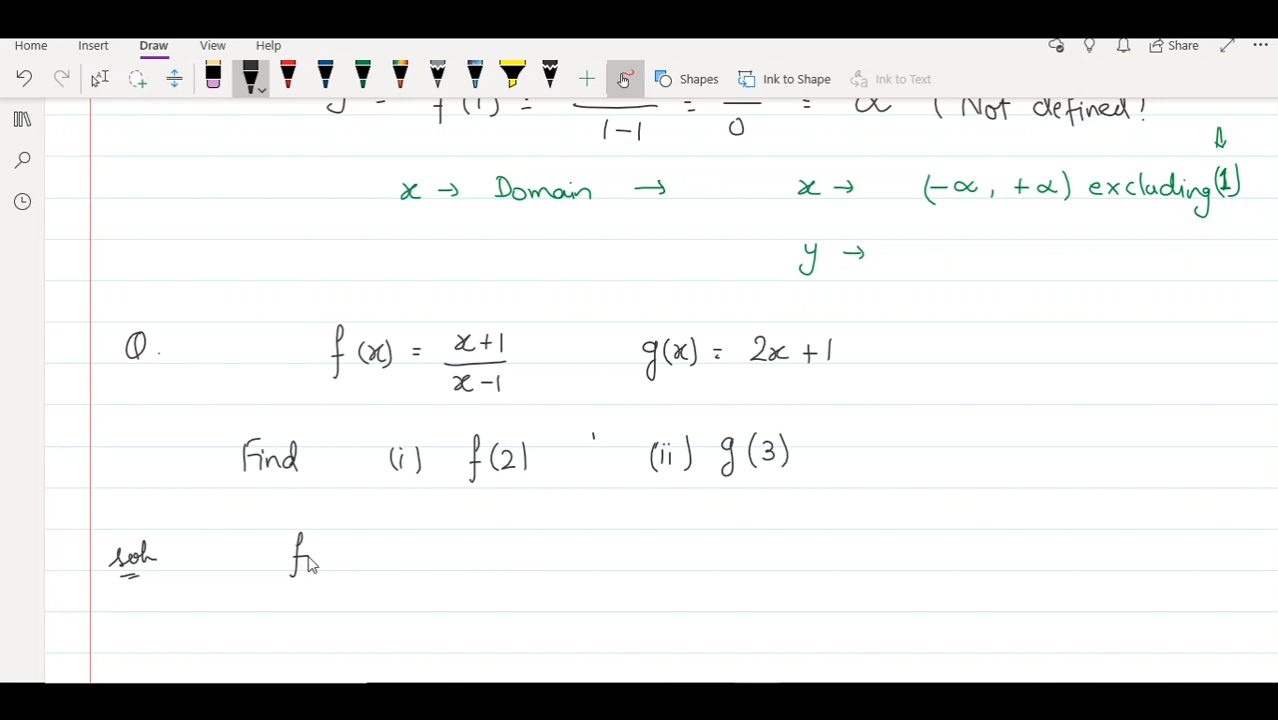 Home Insert Draw View Help Share
Shapes Ink to Shape Ink to Text
f(1) = 1-1 = 0 = α (Not defined!
x → Domain → x → (-α, +α) excluding (1)
y →
Q. f(x) = x+1 / x-1 g(x) = 2x + 1
Find (i) f(2) ' (ii) g(3)
soln f